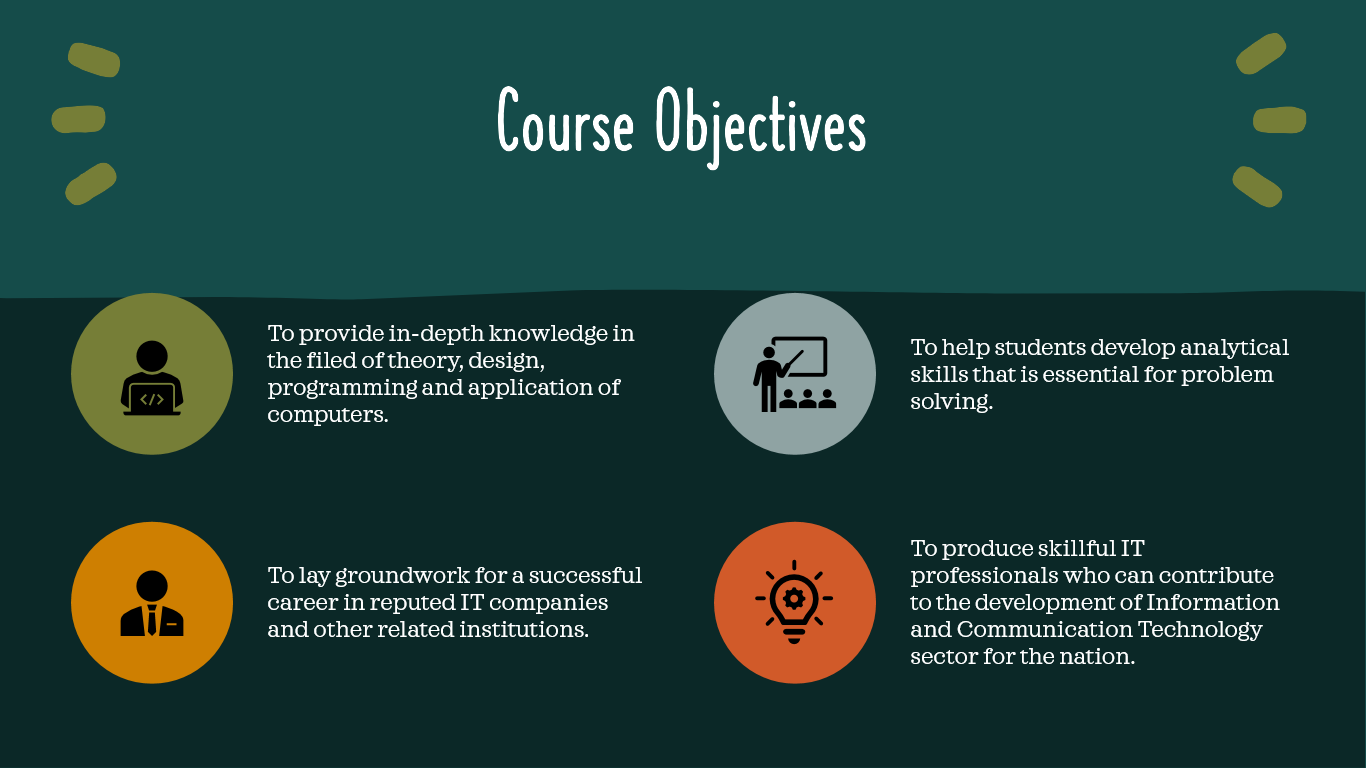 Course Objectives
To provide in-depth knowledge in
the filed of theory, design,
programming and application of
computers.
To help students develop analytical
skills that is essential for problem
solving.
To lay groundwork for a successful
career in reputed IT companies
and other related institutions.
To produce skillful IT
professionals who can contribute
to the development of Information
and Communication Technology
sector for the nation.